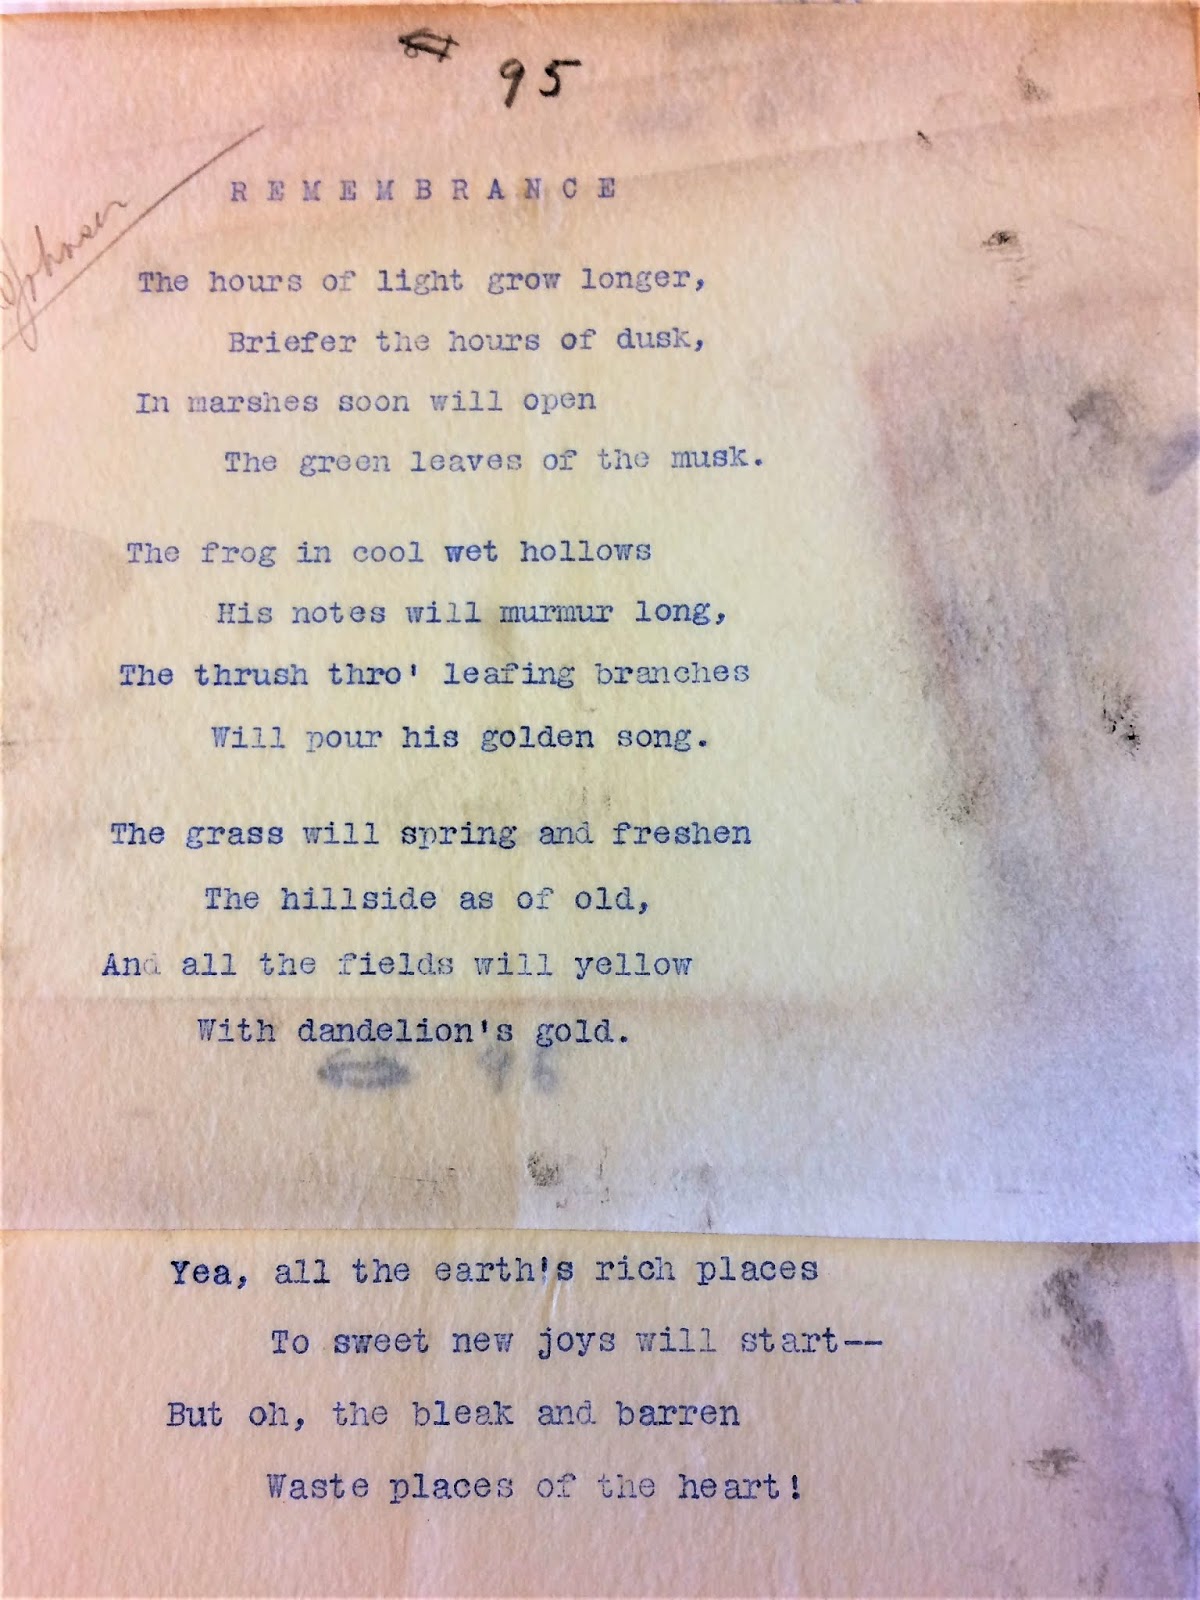 95
Johnson
REMEMBRANCE
The hours of light grow longer,
Briefer the hours of dusk,
In marshes soon will open
The green leaves of the musk.
The frog in cool wet hollows
His notes will murmur long,
The thrush thro' leafing branches
Will pour his golden song.
The grass will spring and freshen
The hillside as of old,
And all the fields will yellow
With dandelion's gold.
Yea, all the earth's rich places
To sweet new joys will start--
But oh, the bleak and barren
Waste places of the heart!